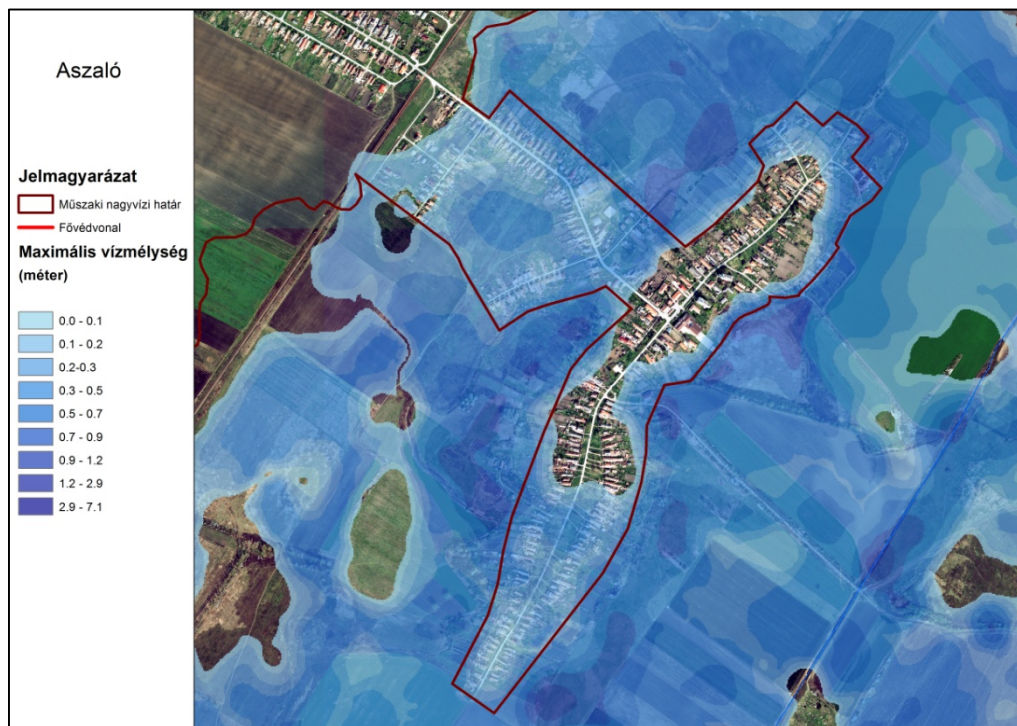 Aszaló
Jelmagyarázat
Műszaki nagyvízi határ
Fővédvonal
Maximális vízmélység
(méter)
0.0 - 0.1
0.1 - 0.2
0.2-0.3
0.3 - 0.5
0.5 - 0.7
0.7 - 0.9
0.9 - 1.2
1.2 - 2.9
2.9 - 7.1